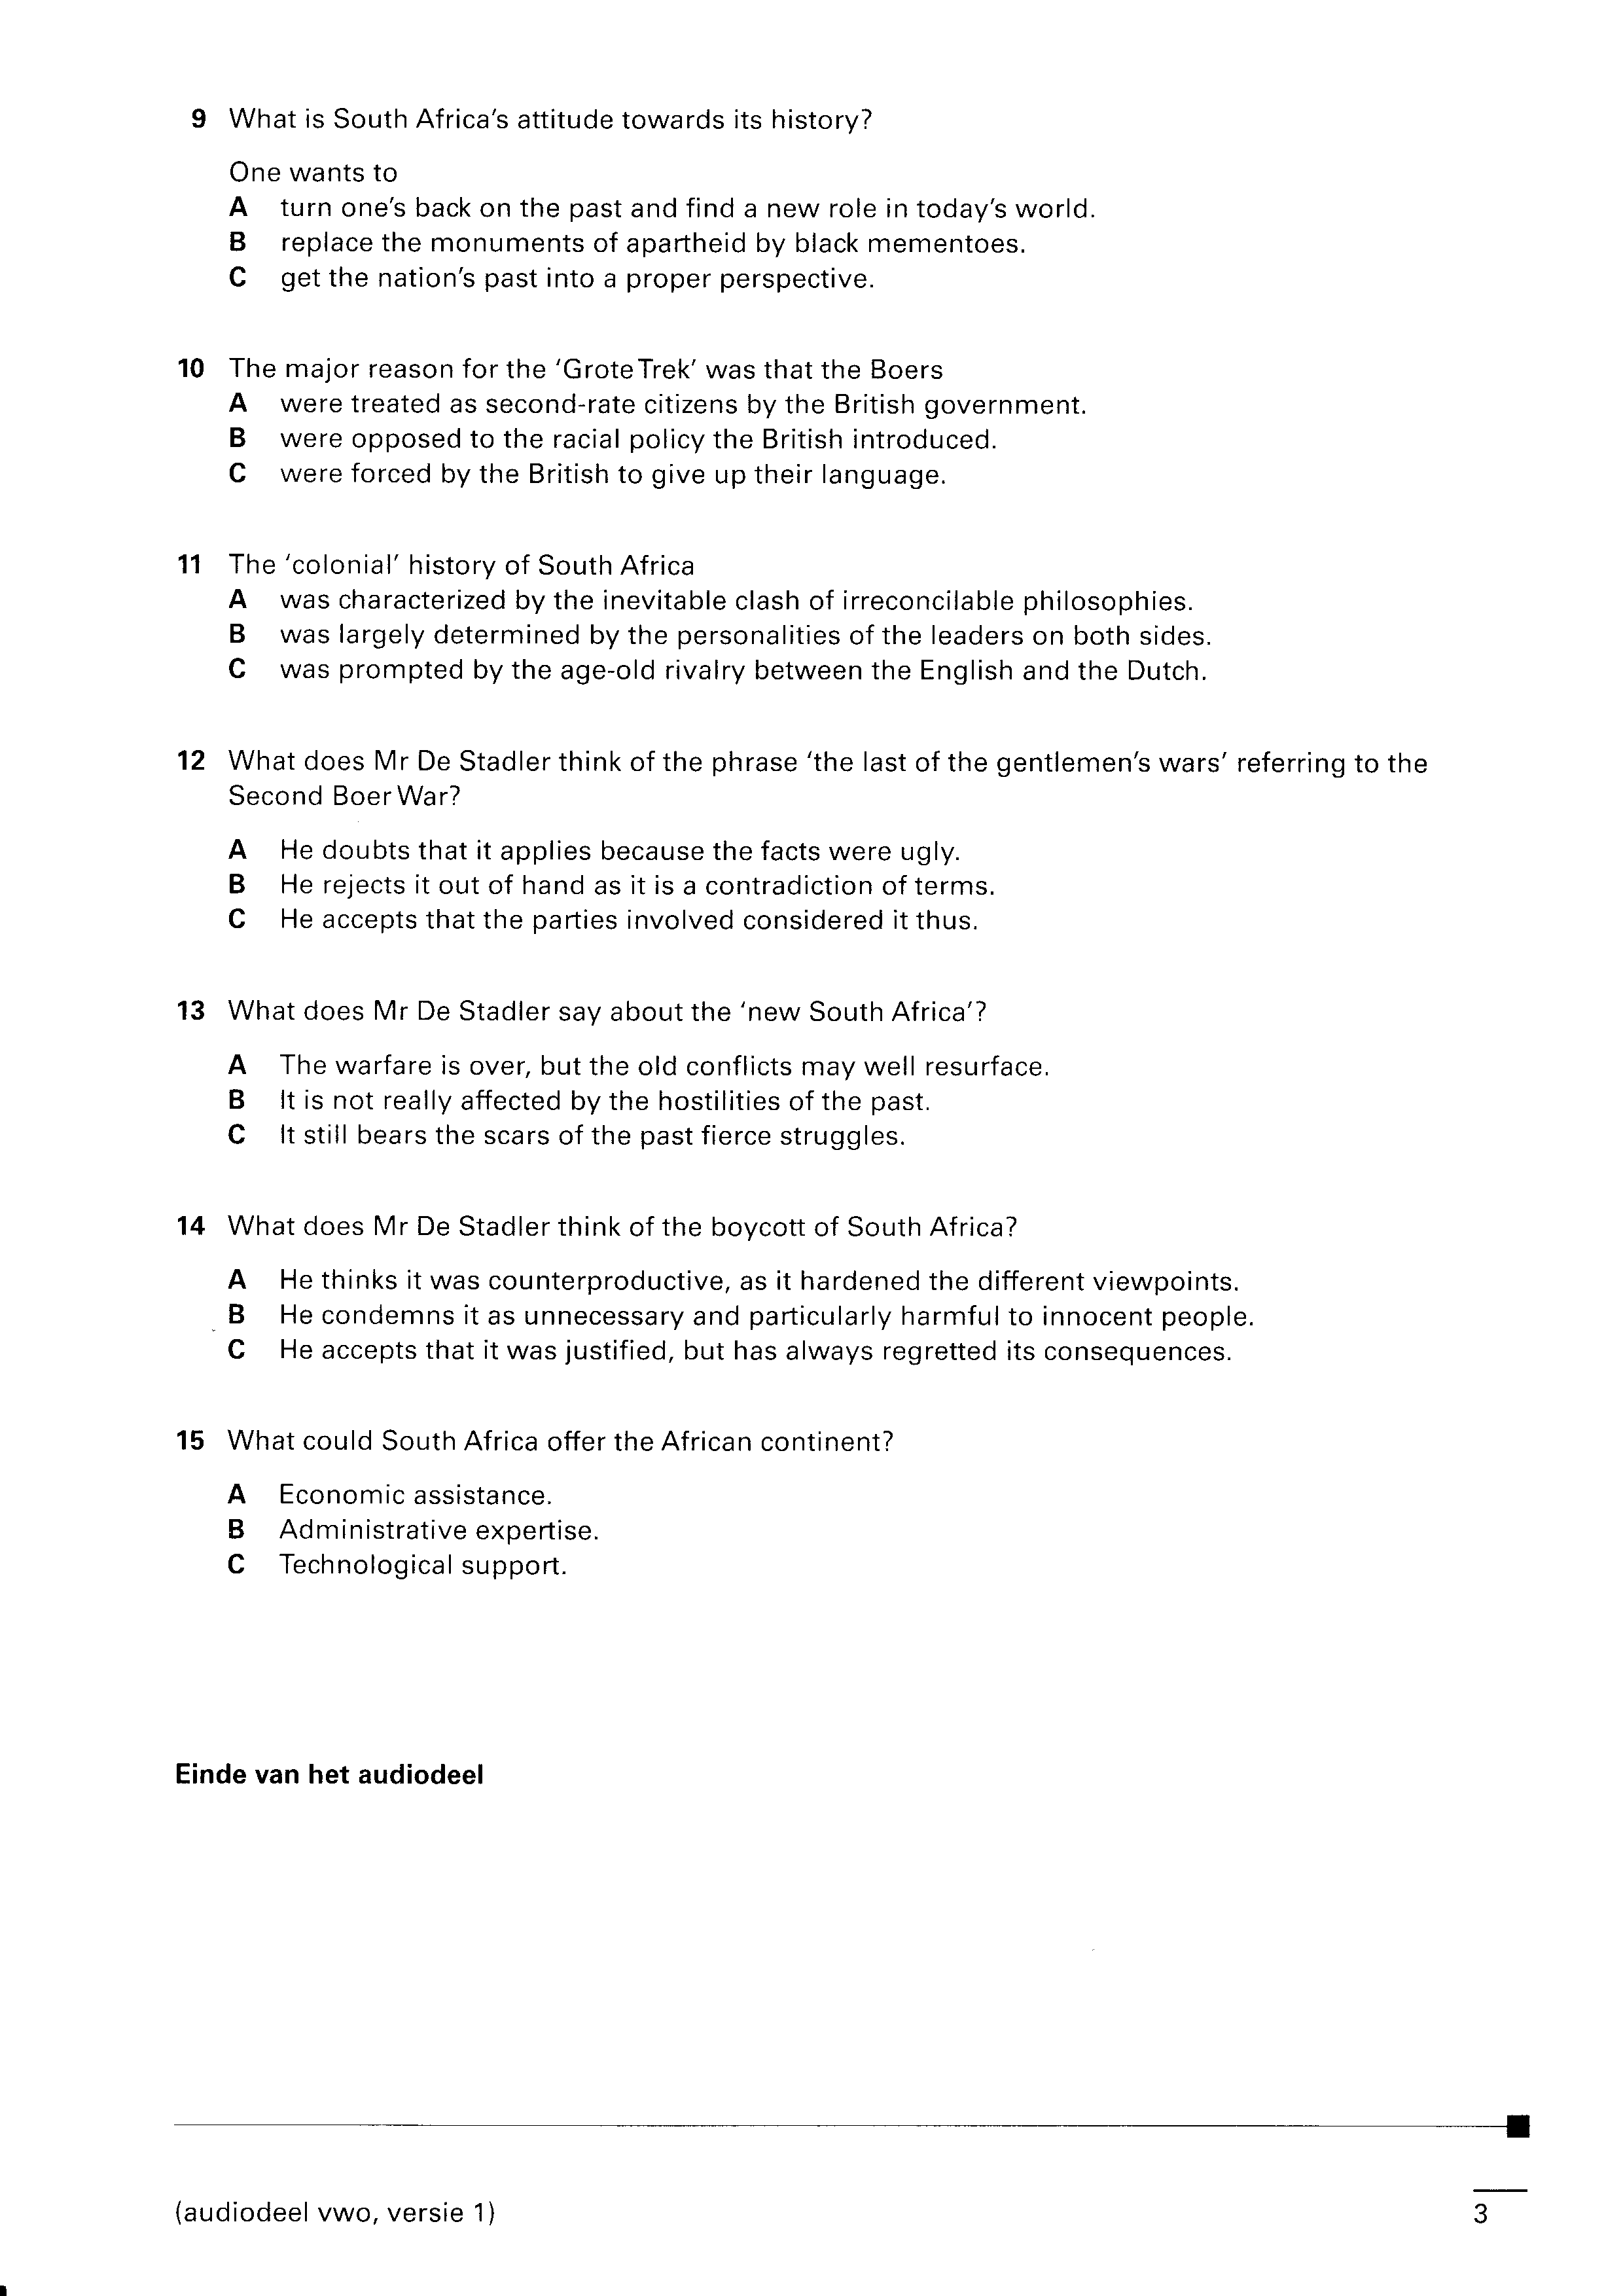 9 What is South Africa's attitude towards its history?
One wants to
A turn one's back on the past and find a new role in today's world.
B replace the monuments of apartheid by black mementoes.
C get the nation's past into a proper perspective.
10 The major reason for the 'Grote Trek' was that the Boers
A were treated as second-rate citizens by the British government.
B were opposed to the racial policy the British introduced.
C were forced by the British to give up their language.
11 The 'colonial' history of South Africa
A was characterized by the inevitable clash of irreconcilable philosophies.
B was largely determined by the personalities of the leaders on both sides.
C was prompted by the age-old rivalry between the English and the Dutch.
12 What does Mr De Stadler think of the phrase 'the last of the gentlemen's wars' referring to the
Second Boer War?
A He doubts that it applies because the facts were ugly.
B He rejects it out of hand as it is a contradiction of terms.
C He accepts that the parties involved considered it thus.
13 What does Mr De Stadler say about the 'new South Africa'?
A The warfare is over, but the old conflicts may well resurface.
B It is not really affected by the hostilities of the past.
C It still bears the scars of the past fierce struggles.
14 What does Mr De Stadler think of the boycott of South Africa?
A He thinks it was counterproductive, as it hardened the different viewpoints.
B He condemns it as unnecessary and particularly harmful to innocent people.
C He accepts that it was justified, but has always regretted its consequences.
15 What could South Africa offer the African continent?
A Economic assistance.
B Administrative expertise.
C Technological support.
Einde van het audiodeel
(audiodeel vwo, versie 1)
3